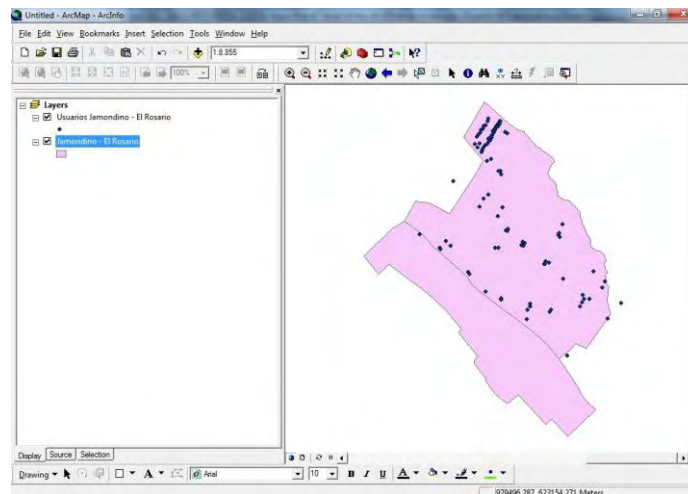 Untitled - ArcMap - ArcInfo
File Edit View Bookmarks Insert Selection Tools Window Help
1:8.855
100%
Layers
Usuarios Jamondino - El Rosario
Jamondino - El Rosario
Display Source Selection
Drawing A Arial 10 B I U A
979496,287 623154,271 Meters